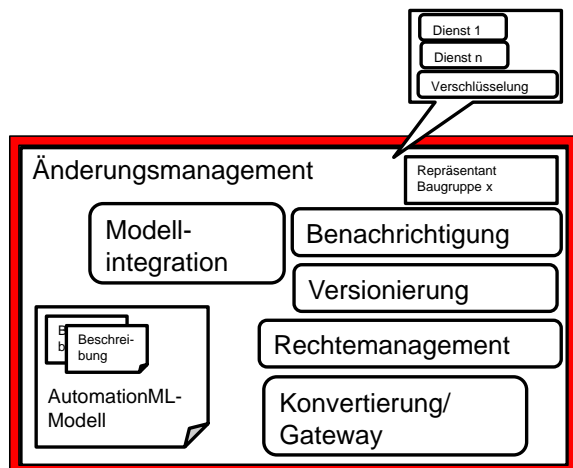 Dienst 1
Dienst n
Verschlüsselung
Änderungsmanagement
Repräsentant
Baugruppe x
Modell-
integration
Benachrichtigung
Versionierung
Rechtemanagement
Konvertierung/
Gateway
Beschrei-
bung
AutomationML-
Modell